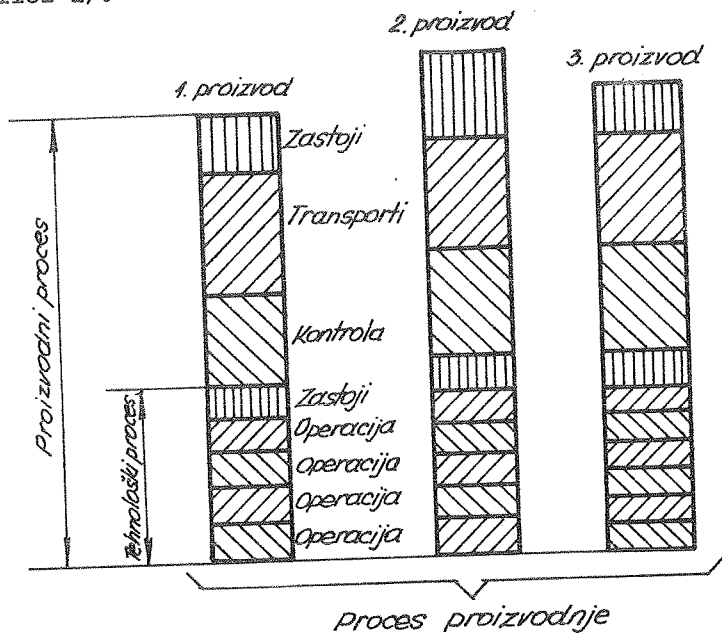 2. proizvod
1. proizvod
3. proizvod
Zastoji
Transporti
Kontrola
Zastoji
Operacija
Operacija
Operacija
Operacija
Proizvodni proces
Tehnološki proces
Proces proizvodnje